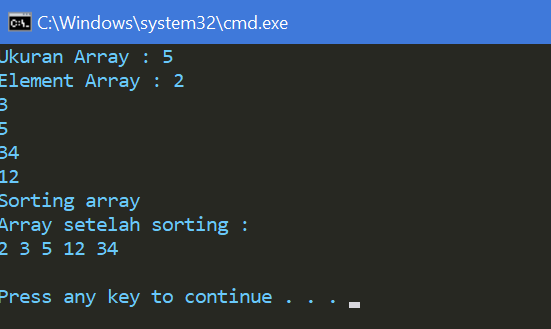 C:\Windows\system32\cmd.exe
Ukuran Array : 5
Element Array : 2
3
5
34
12
Sorting array
Array setelah sorting :
2 3 5 12 34
Press any key to continue . . .